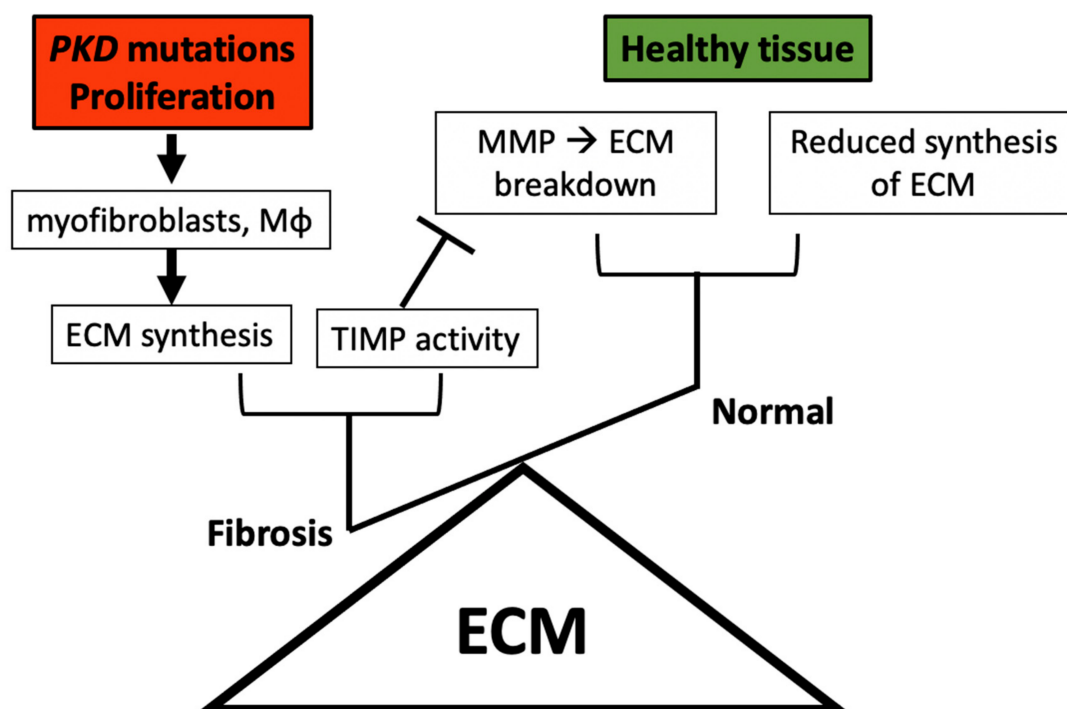 PKD mutations
Proliferation
Healthy tissue
MMP → ECM
breakdown
Reduced synthesis
of ECM
myofibroblasts, Mϕ
ECM synthesis
TIMP activity
Normal
Fibrosis
ECM